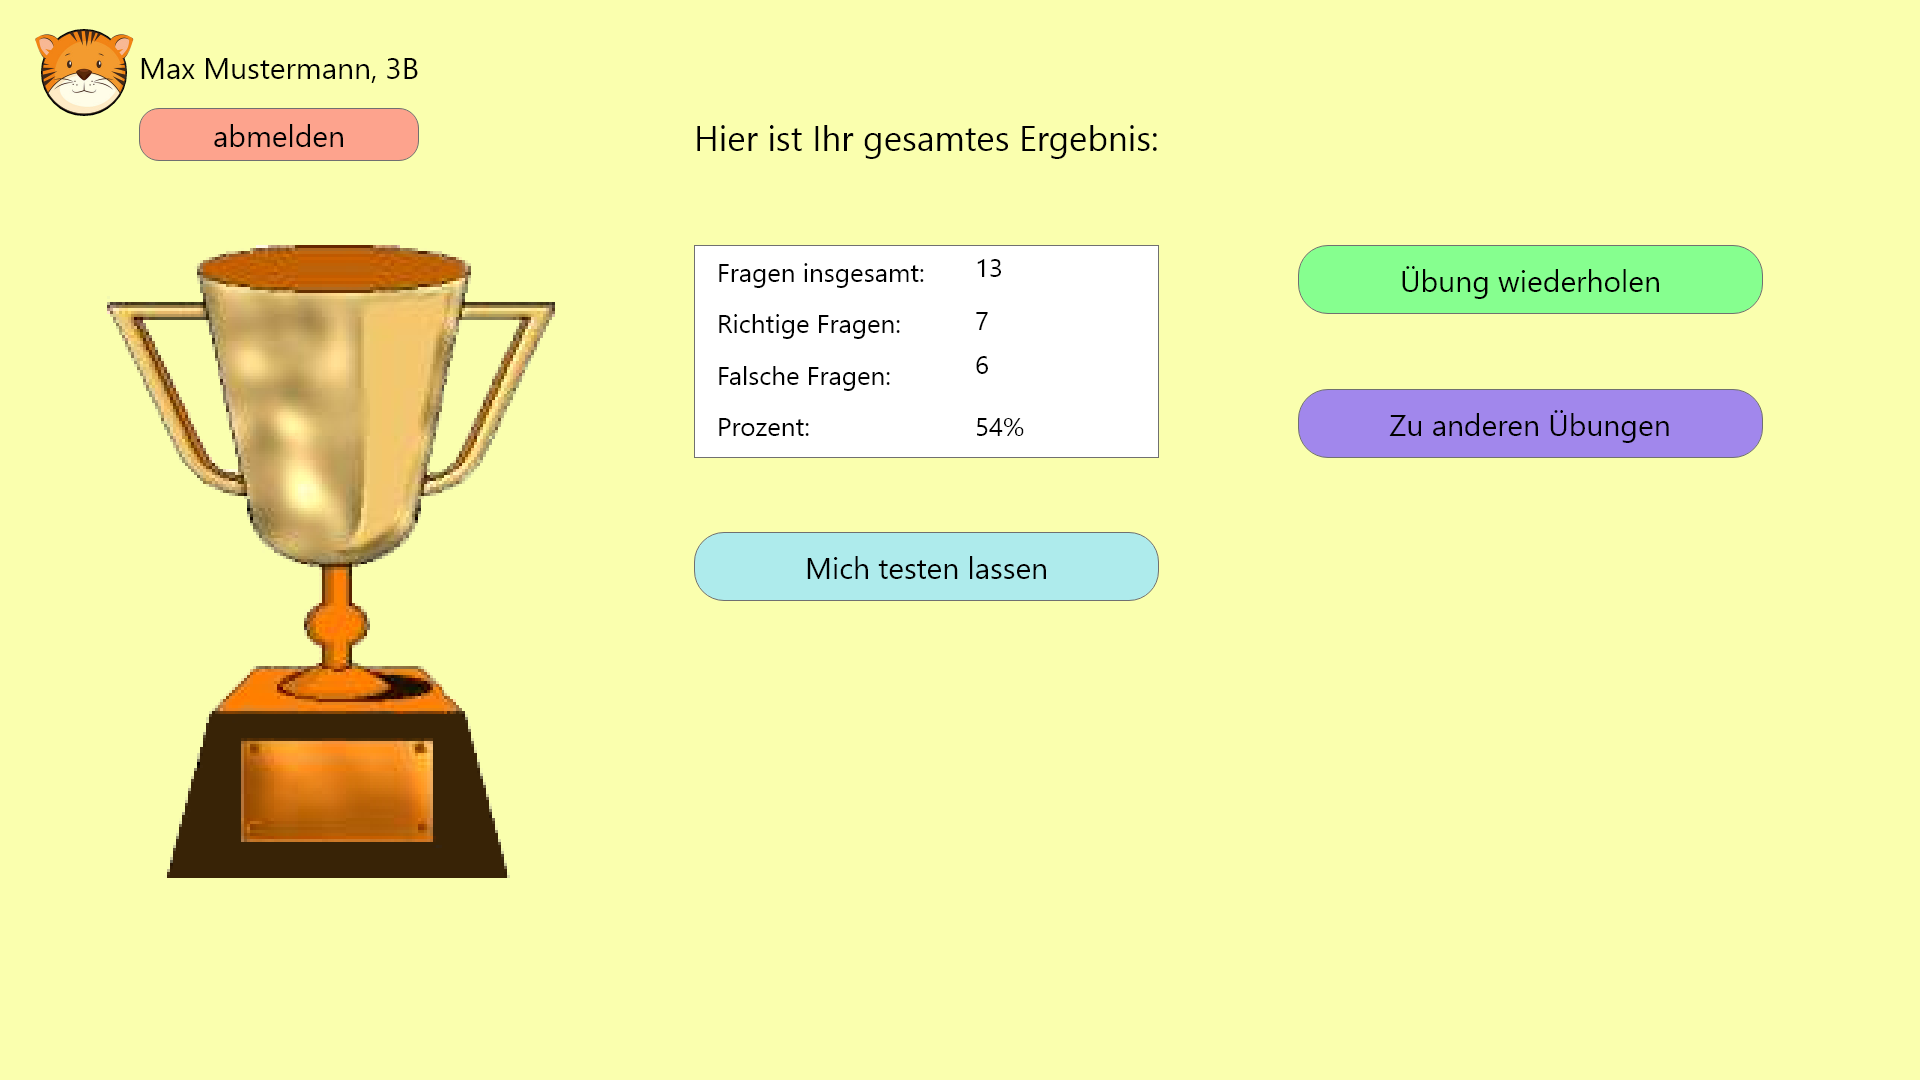 Max Mustermann, 3B
abmelden
Hier ist Ihr gesamtes Ergebnis:
Fragen insgesamt: 13
Richtige Fragen: 7
Falsche Fragen: 6
Prozent: 54%
Mich testen lassen
Übung wiederholen
Zu anderen Übungen